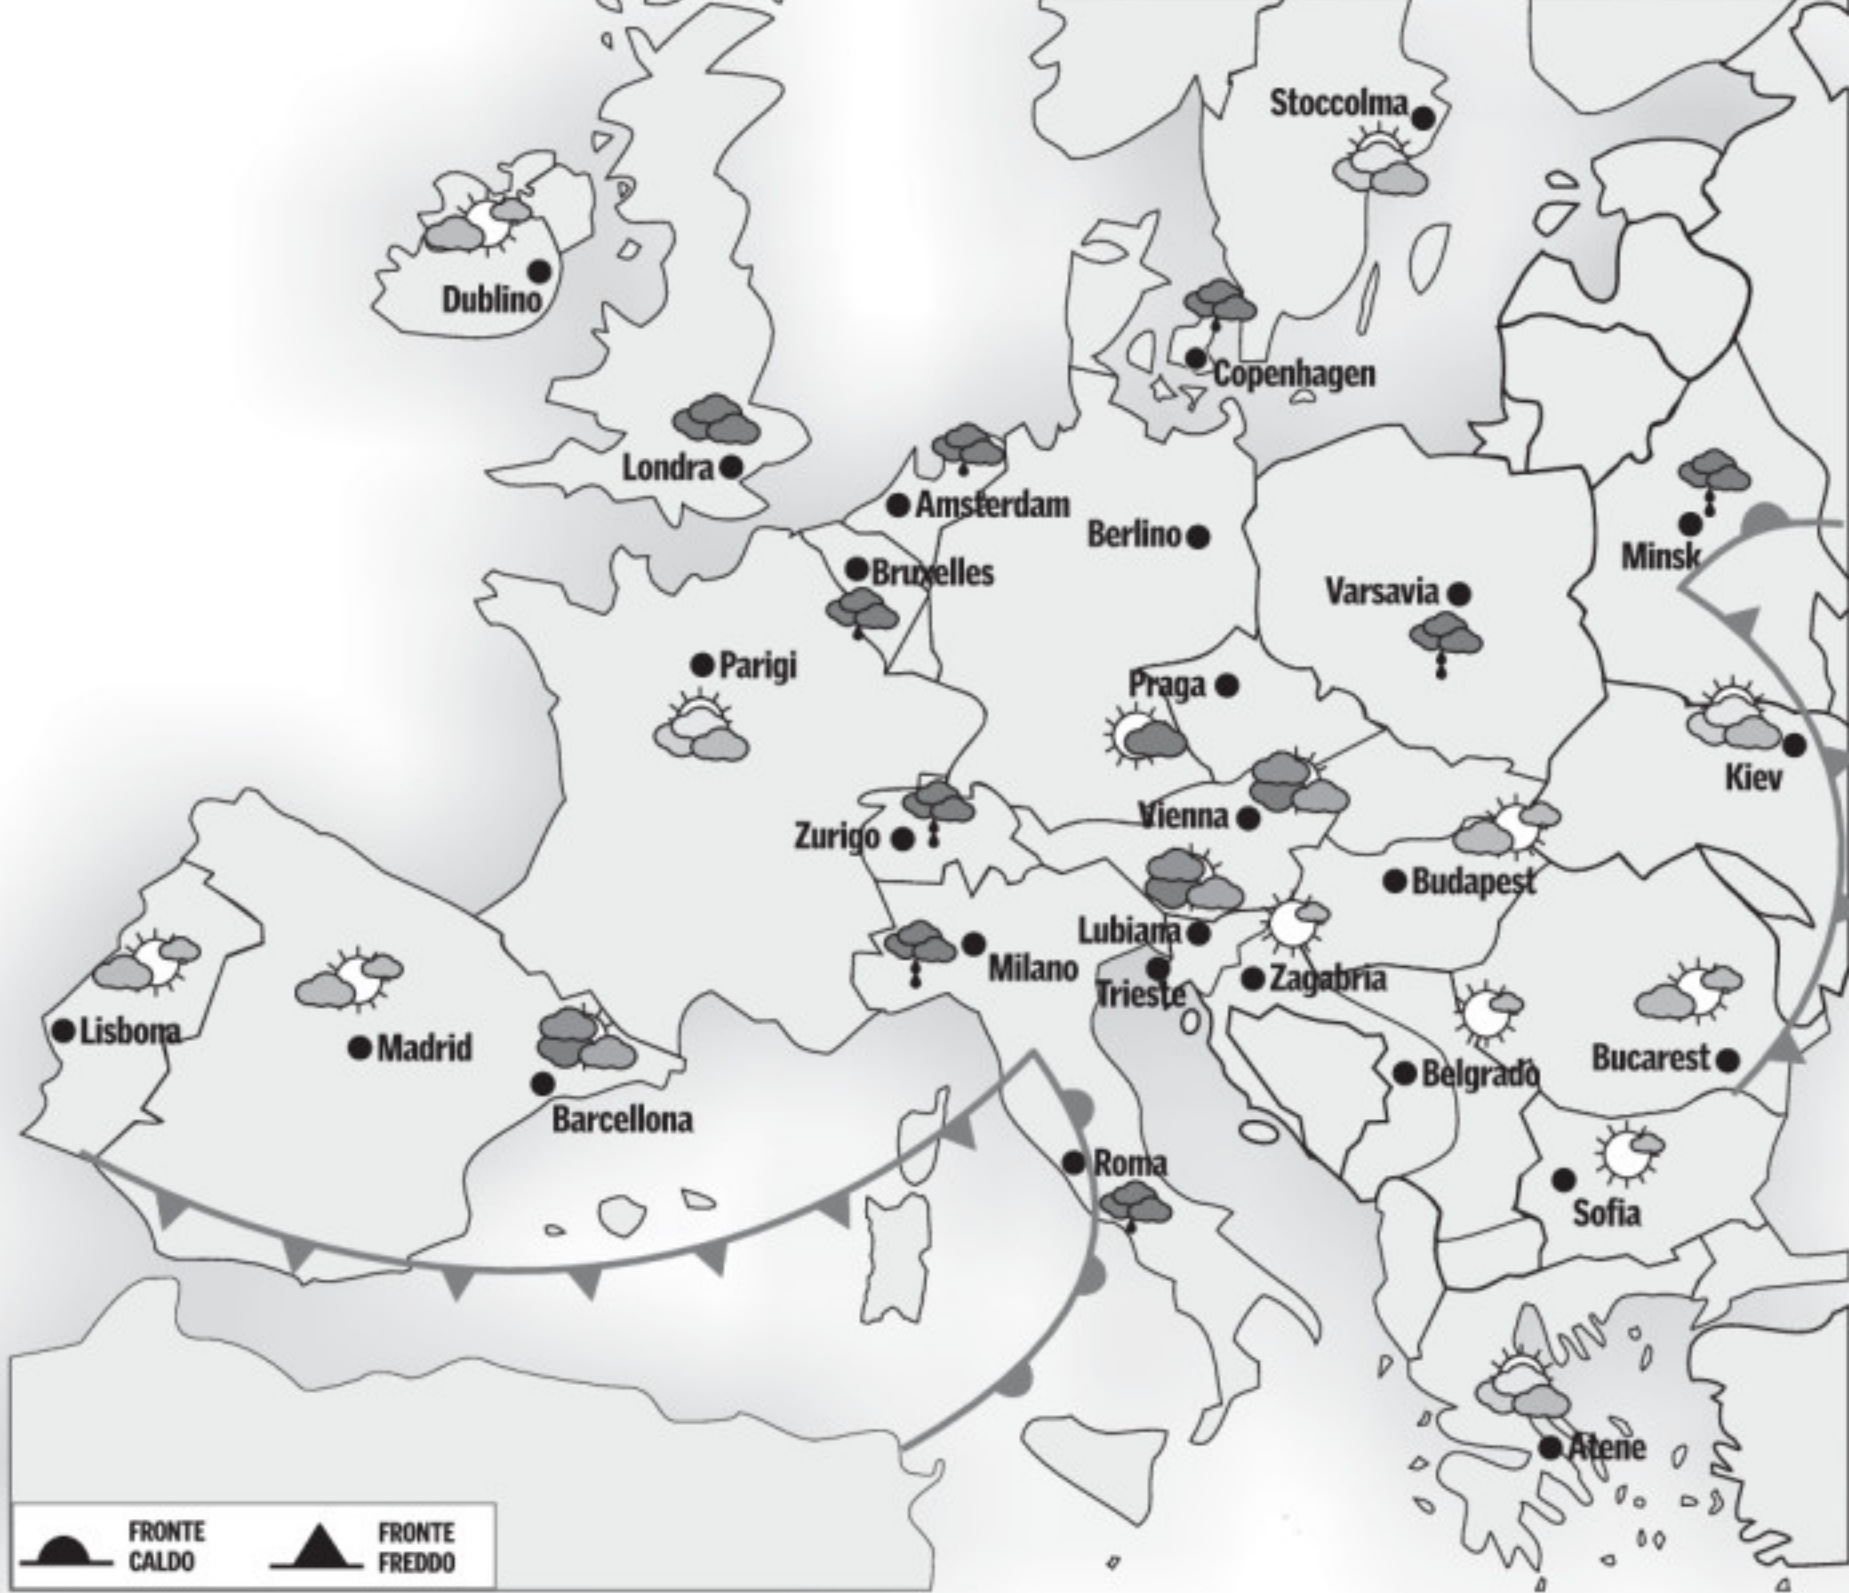 Stoccolma
Dublino
Copenhagen
Londra
Amsterdam
Berlino
Minsk
Bruxelles
Varsavia
Parigi
Praga
Kiev
Vienna
Zurigo
Budapest
Lubiana
Milano
Trieste
Zagabria
Lisbona
Madrid
Bucarest
Belgrado
Barcellona
Roma
Sofia
Atene
FRONTE
CALDO
FRONTE
FREDDO